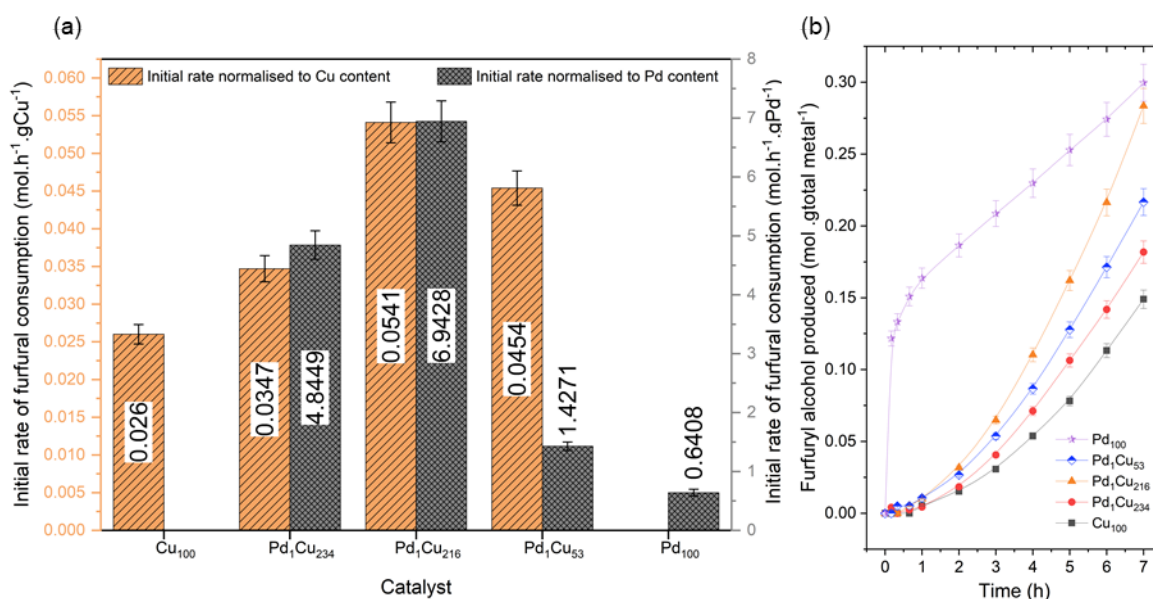 (a)
Initial rate of furfural consumption (mol.h⁻¹.gCu⁻¹)
0.060
0.055
0.050
0.045
0.040
0.035
0.030
0.025
0.020
0.015
0.010
0.005
0.000
Initial rate normalised to Cu content
Initial rate normalised to Pd content
0.026
0.0347
4.8449
0.0541
6.9428
0.0454
1.4271
0.6408
8
7
6
5
4
3
2
1
0
Initial rate of furfural consumption (mol.h⁻¹.gPd⁻¹)
Cu₁₀₀
Pd₁Cu₂₃₄
Pd₁Cu₂₁₆
Pd₁Cu₅₃
Pd₁₀₀
Catalyst
(b)
Furfuryl alcohol produced (mol .gtotal metal⁻¹)
0.30
0.25
0.20
0.15
0.10
0.05
0.00
Pd₁₀₀
Pd₁Cu₅₃
Pd₁Cu₂₁₆
Pd₁Cu₂₃₄
Cu₁₀₀
0 1 2 3 4 5 6 7
Time (h)